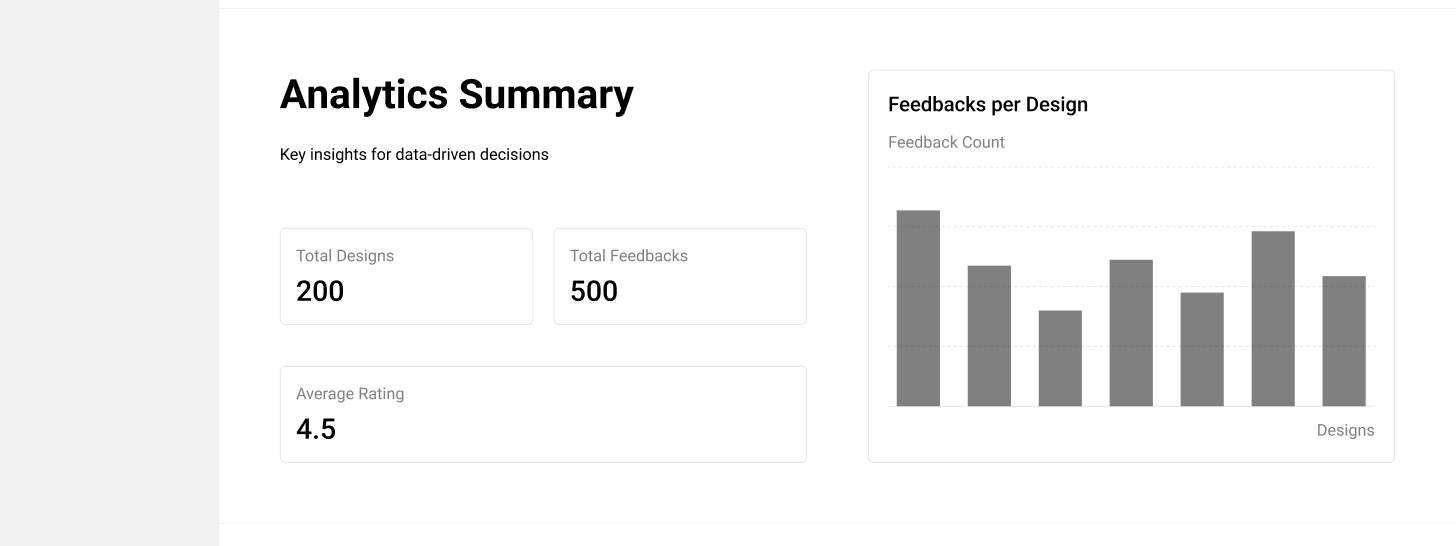 Analytics Summary
Key insights for data-driven decisions
Total Designs
200
Total Feedbacks
500
Average Rating
4.5
Feedbacks per Design
Feedback Count
Designs